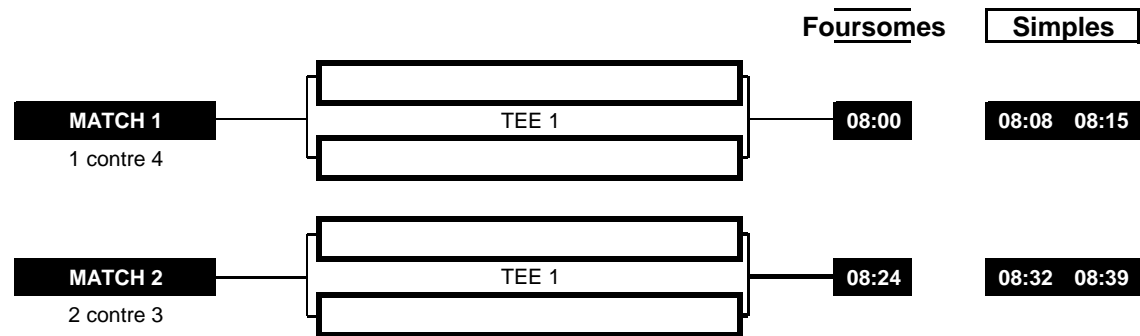 Foursomes Simples
MATCH 1 TEE 1 08:00 08:08 08:15
1 contre 4
MATCH 2 TEE 1 08:24 08:32 08:39
2 contre 3